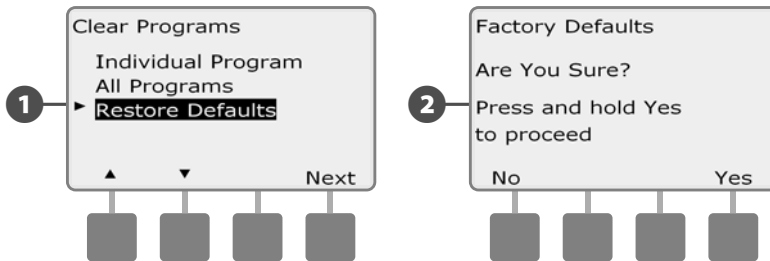 Clear Programs
Individual Program
All Programs
1
► Restore Defaults
▲ ▼ Next
Factory Defaults
Are You Sure?
2
Press and hold Yes
to proceed
No Yes